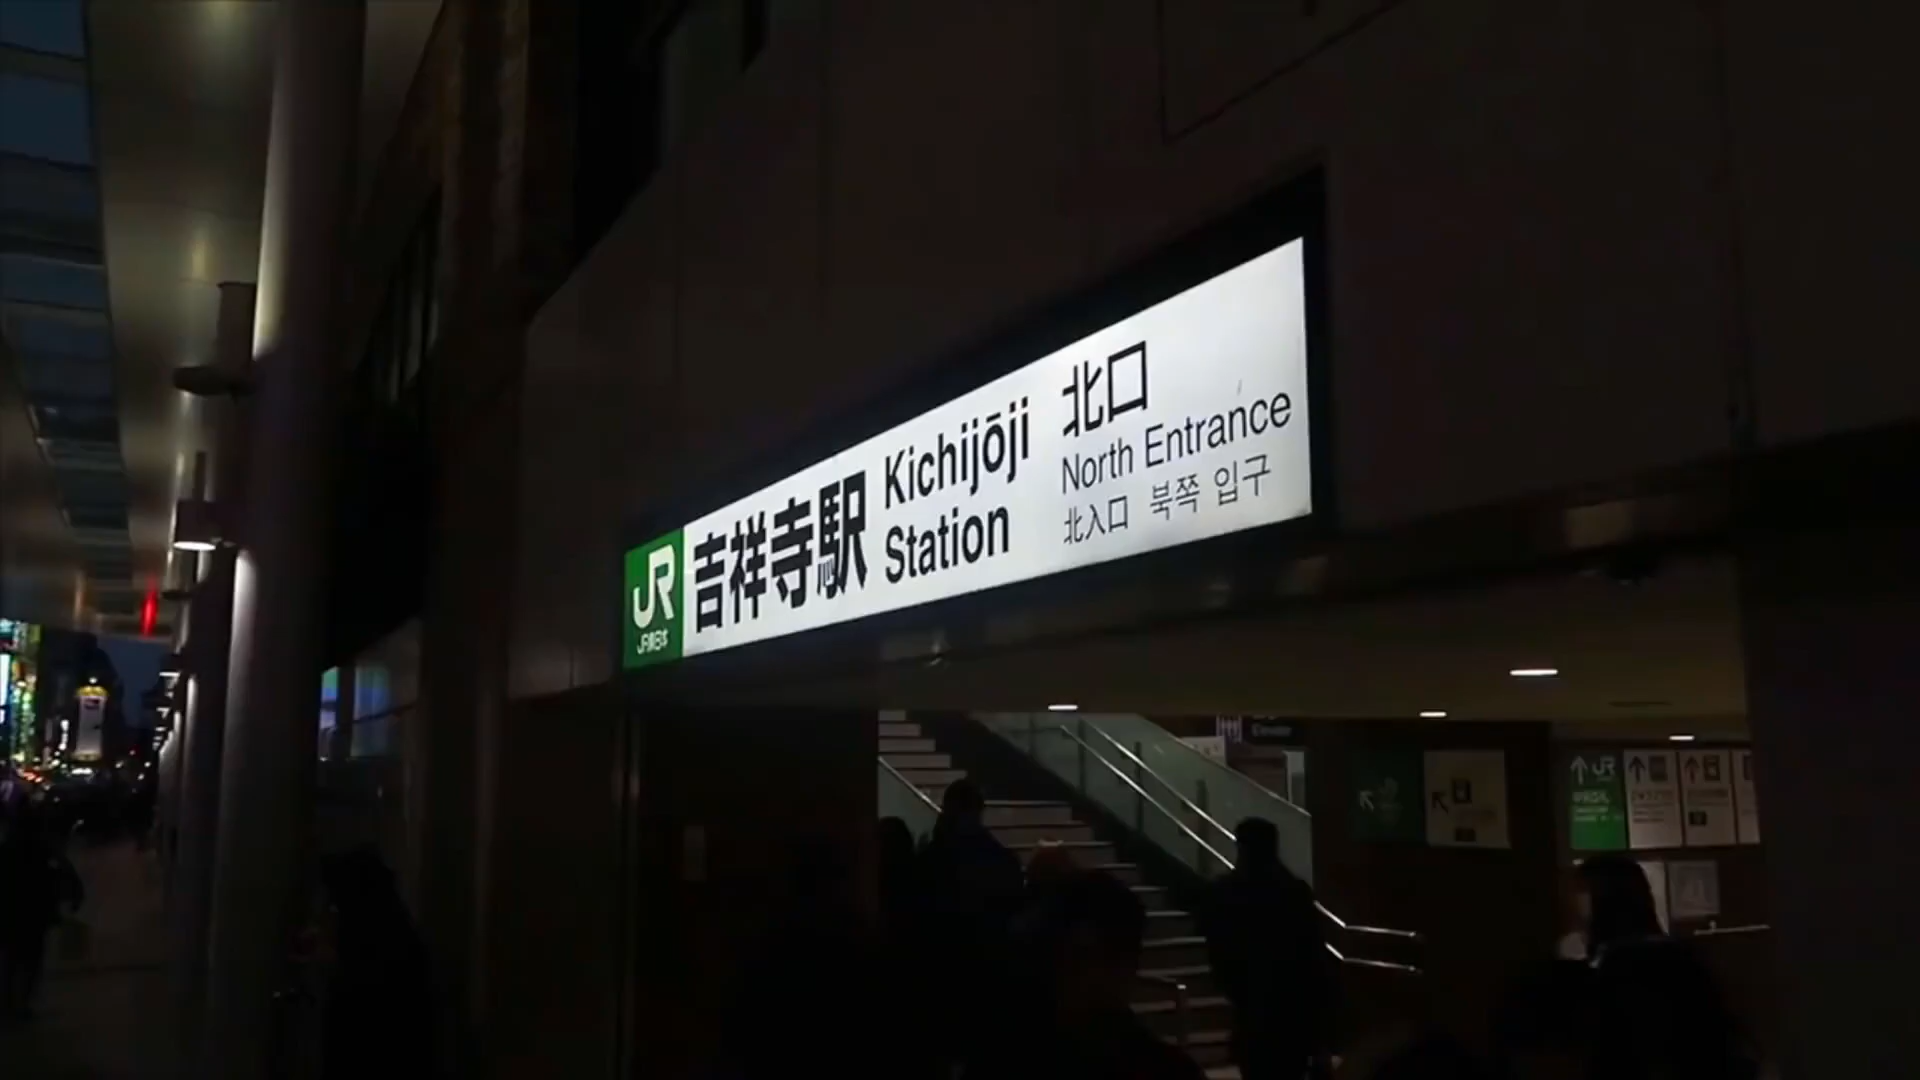 JR
JR東日本
吉祥寺駅
Kichijōji
Station
北口
North Entrance
北入口 북쪽 입구
JR